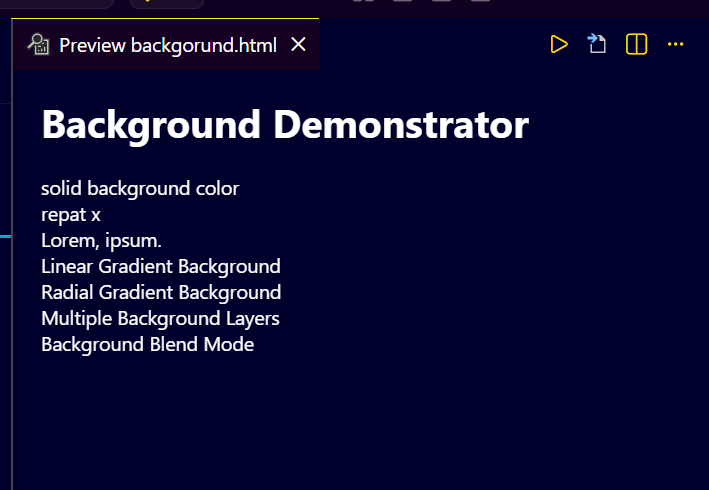 Preview backgorund.html
Background Demonstrator
solid background color
repat x
Lorem, ipsum.
Linear Gradient Background
Radial Gradient Background
Multiple Background Layers
Background Blend Mode